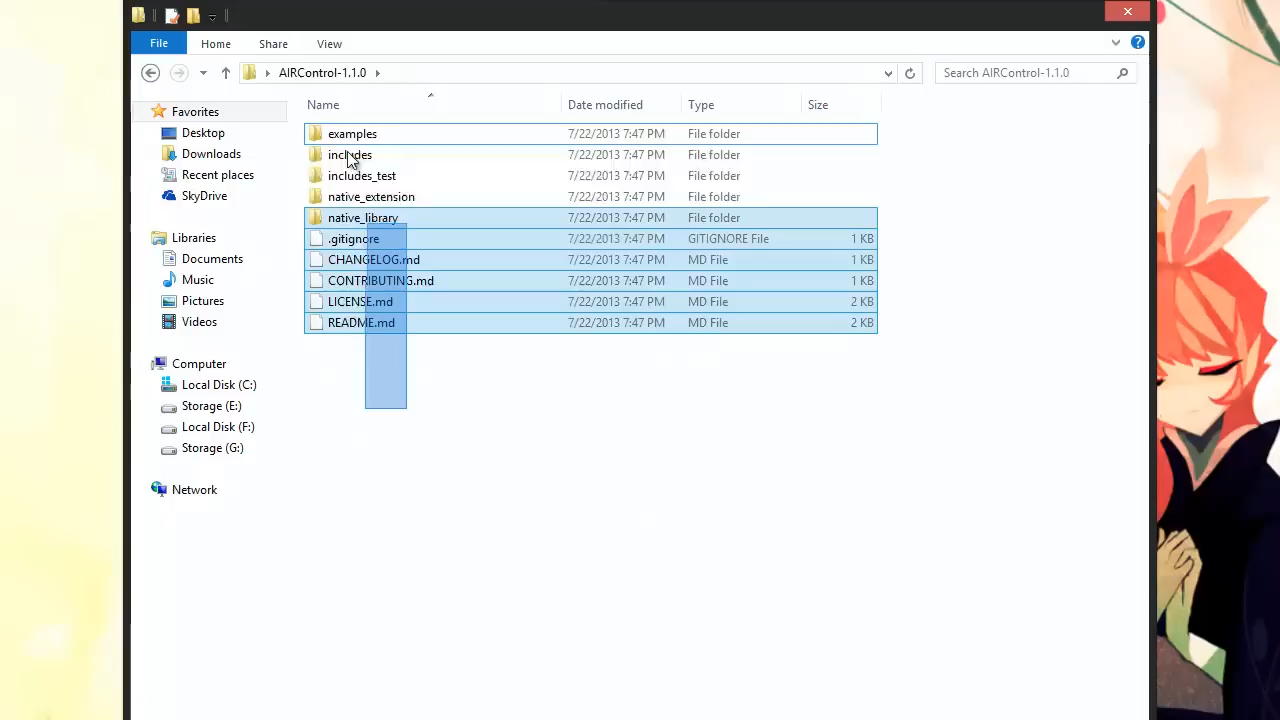 File Home Share View
AIRControl-1.1.0 Search AIRControl-1.1.0
Name Date modified Type Size
Favorites
Desktop
Downloads
Recent places
SkyDrive
Libraries
Documents
Music
Pictures
Videos
Computer
Local Disk (C:)
Storage (E:)
Local Disk (F:)
Storage (G:)
Network
examples 7/22/2013 7:47 PM File folder
includes 7/22/2013 7:47 PM File folder
includes_test 7/22/2013 7:47 PM File folder
native_extension 7/22/2013 7:47 PM File folder
native_library 7/22/2013 7:47 PM File folder
.gitignore 7/22/2013 7:47 PM GITIGNORE File 1 KB
CHANGELOG.md 7/22/2013 7:47 PM MD File 1 KB
CONTRIBUTING.md 7/22/2013 7:47 PM MD File 1 KB
LICENSE.md 7/22/2013 7:47 PM MD File 2 KB
README.md 7/22/2013 7:47 PM MD File 2 KB